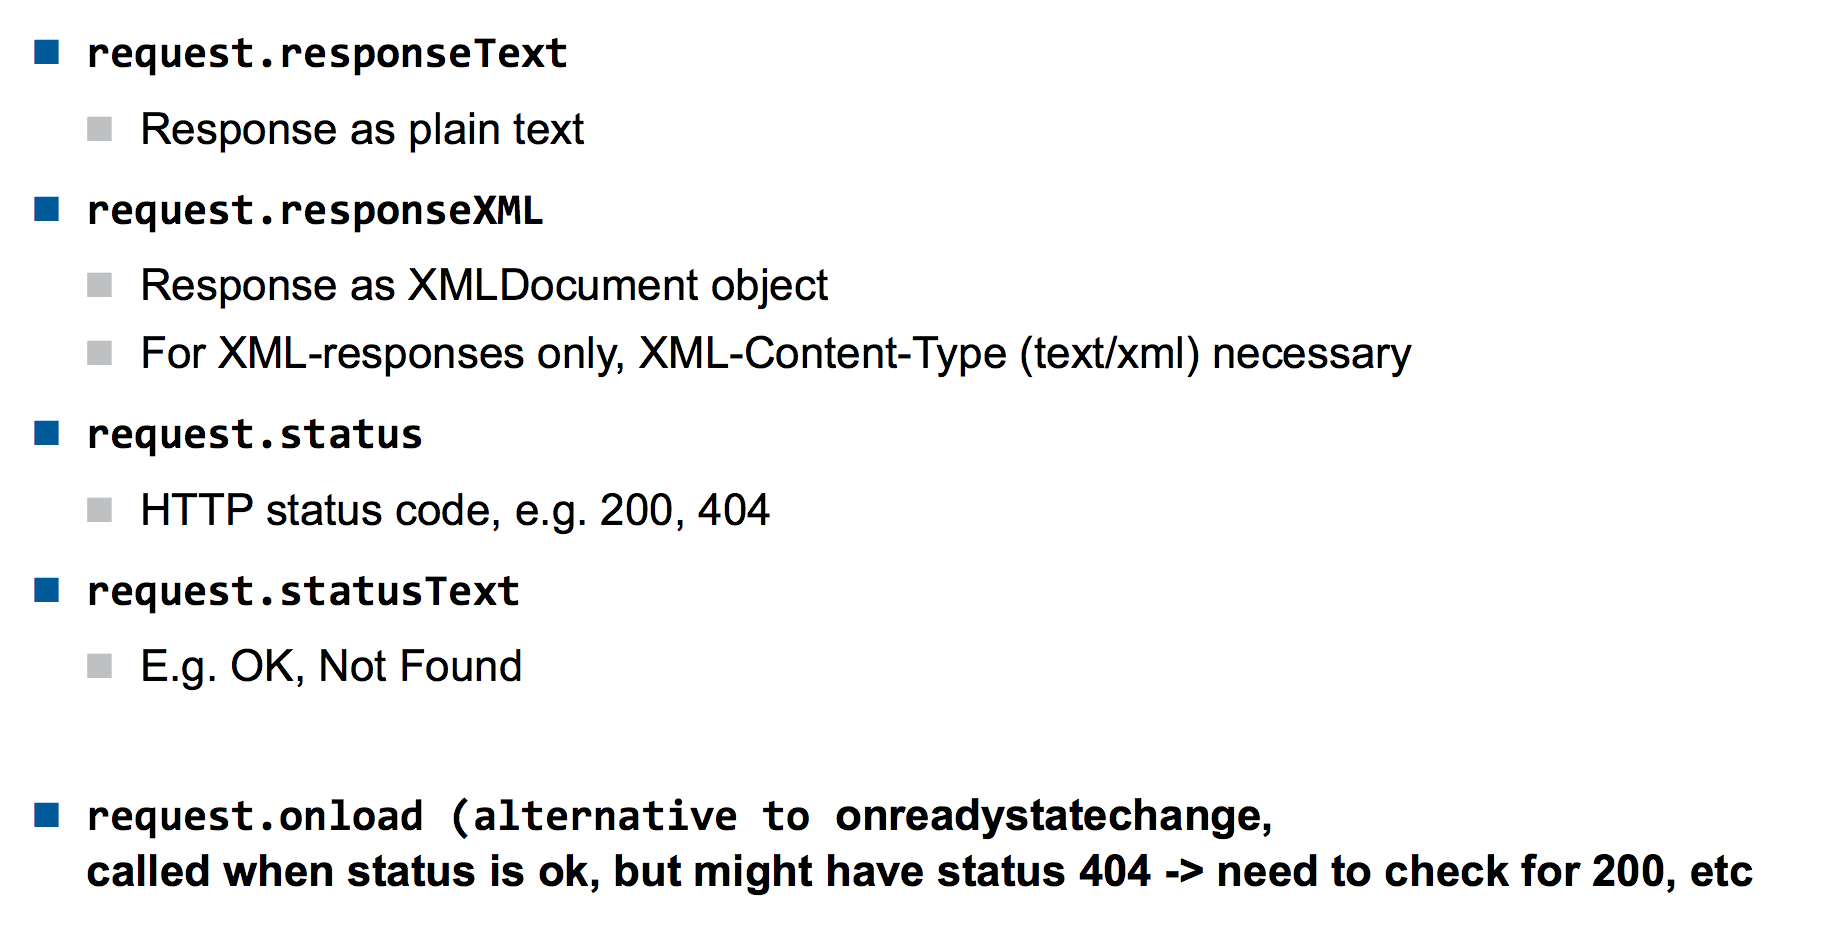 request.responseText
Response as plain text
request.responseXML
Response as XMLDocument object
For XML-responses only, XML-Content-Type (text/xml) necessary
request.status
HTTP status code, e.g. 200, 404
request.statusText
E.g. OK, Not Found
request.onload (alternative to onreadystatechange,
called when status is ok, but might have status 404 -> need to check for 200, etc